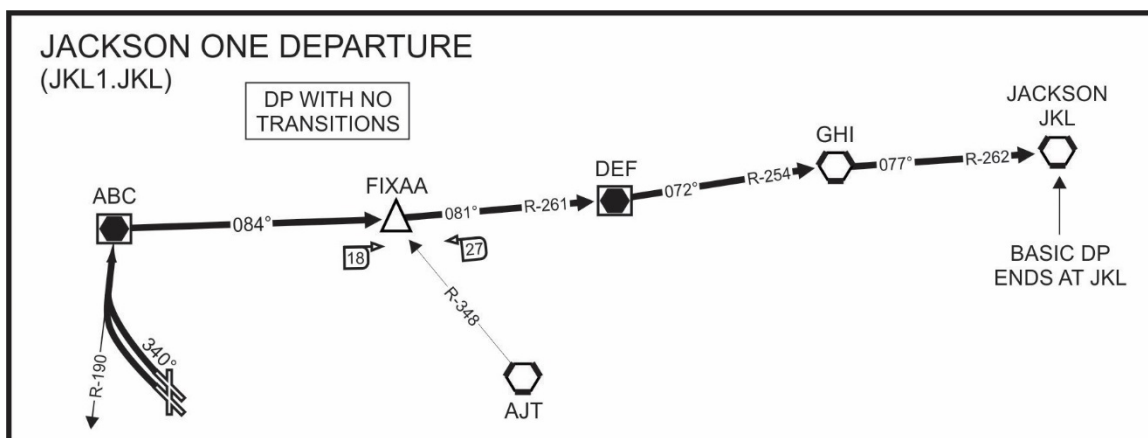 JACKSON ONE DEPARTURE
(JKL1.JKL)
DP WITH NO
TRANSITIONS
JACKSON
JKL
GHI
DEF
FIXAA
ABC
084°
081°
R-261
072°
R-254
077°
R-262
18
27
BASIC DP
ENDS AT JKL
R-348
340°
R-190
AJT